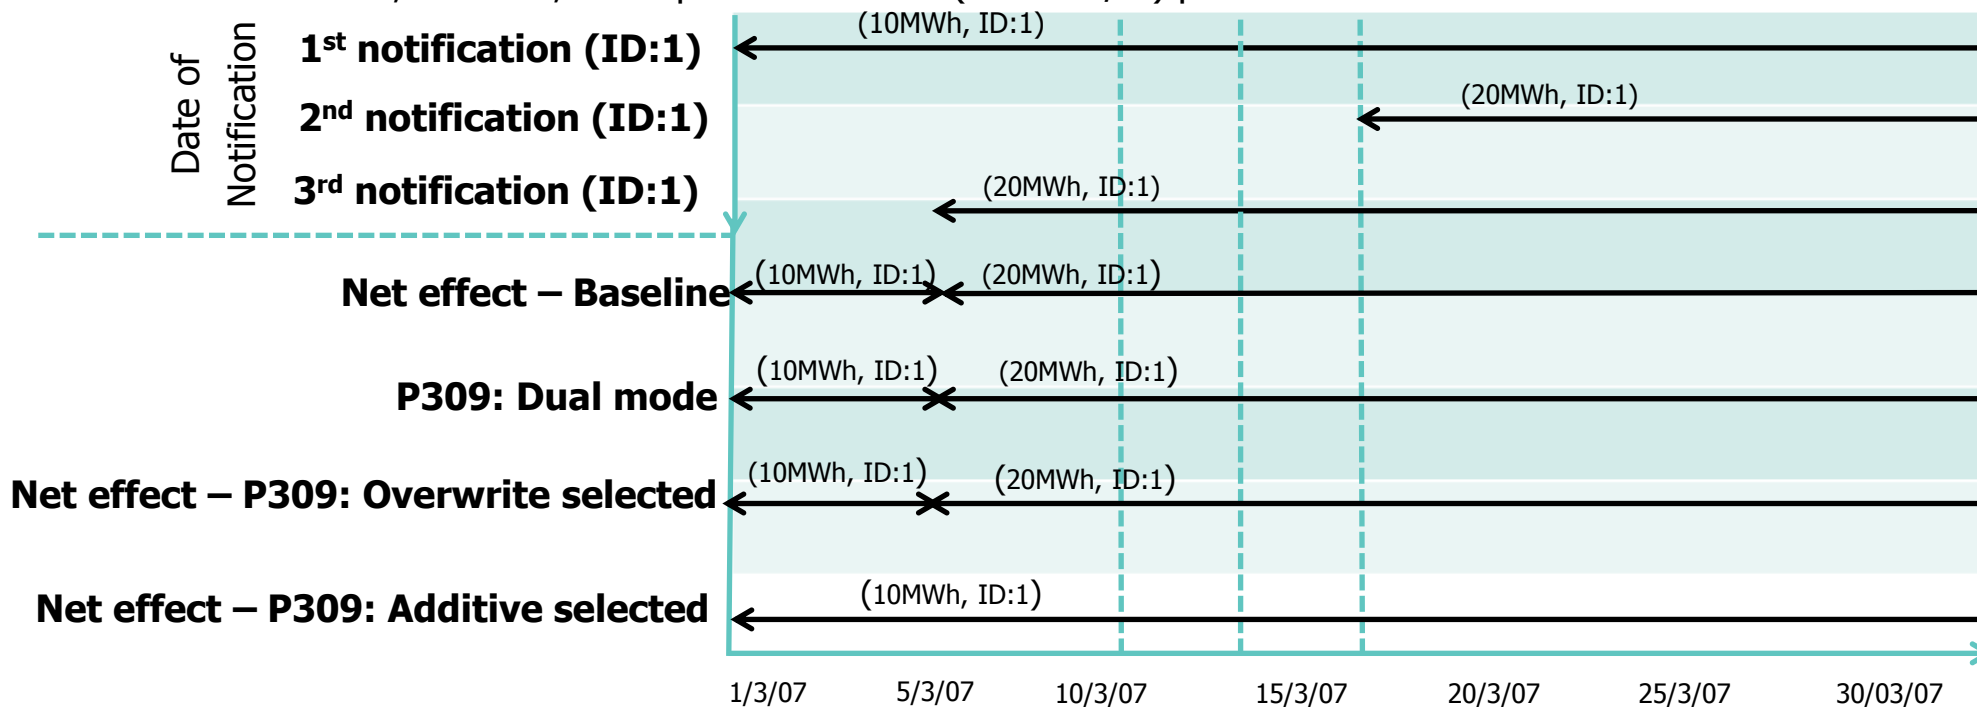 Date of
Notification
1st notification (ID:1)
(10MWh, ID:1)
2nd notification (ID:1)
(20MWh, ID:1)
3rd notification (ID:1)
(20MWh, ID:1)
Net effect – Baseline
(10MWh, ID:1)
(20MWh, ID:1)
P309: Dual mode
(10MWh, ID:1)
(20MWh, ID:1)
Net effect – P309: Overwrite selected
(10MWh, ID:1)
(20MWh, ID:1)
Net effect – P309: Additive selected
(10MWh, ID:1)
1/3/07 5/3/07 10/3/07 15/3/07 20/3/07 25/3/07 30/03/07